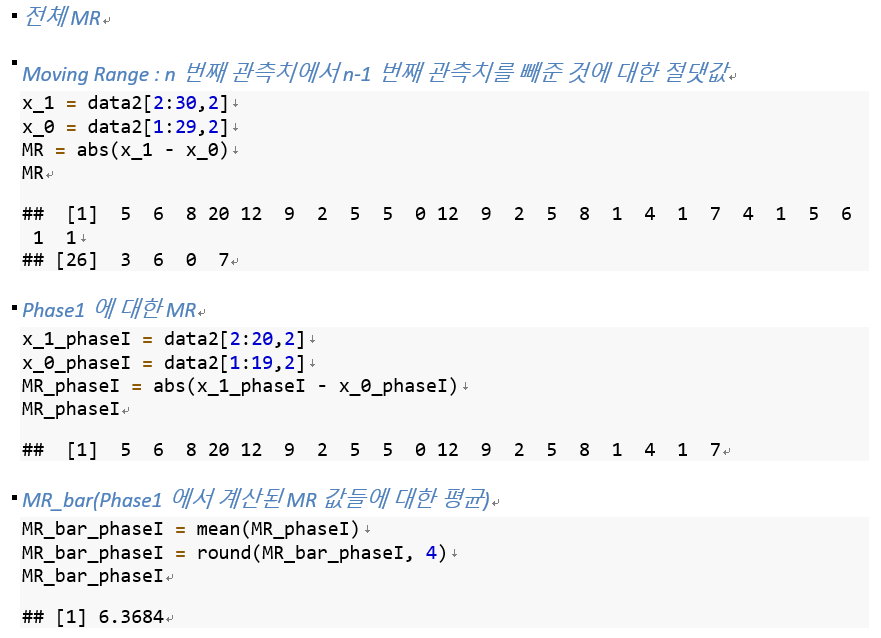 전체 MR
Moving Range : n 번째 관측치에서 n-1 번째 관측치를 빼준 것에 대한 절댓값
x_1 = data2[2:30,2]
x_0 = data2[1:29,2]
MR = abs(x_1 - x_0)
MR
##  [1]  5  6  8 20 12  9  2  5  5  0 12  9  2  5  8  1  4  1  7  4  1  5  6
 1  1
## [26]  3  6  0  7
Phase1 에 대한 MR
x_1_phaseI = data2[2:20,2]
x_0_phaseI = data2[1:19,2]
MR_phaseI = abs(x_1_phaseI - x_0_phaseI)
MR_phaseI
##  [1]  5  6  8 20 12  9  2  5  5  0 12  9  2  5  8  1  4  1  7
MR_bar(Phase1 에서 계산된 MR 값들에 대한 평균)
MR_bar_phaseI = mean(MR_phaseI)
MR_bar_phaseI = round(MR_bar_phaseI, 4)
MR_bar_phaseI
## [1] 6.3684